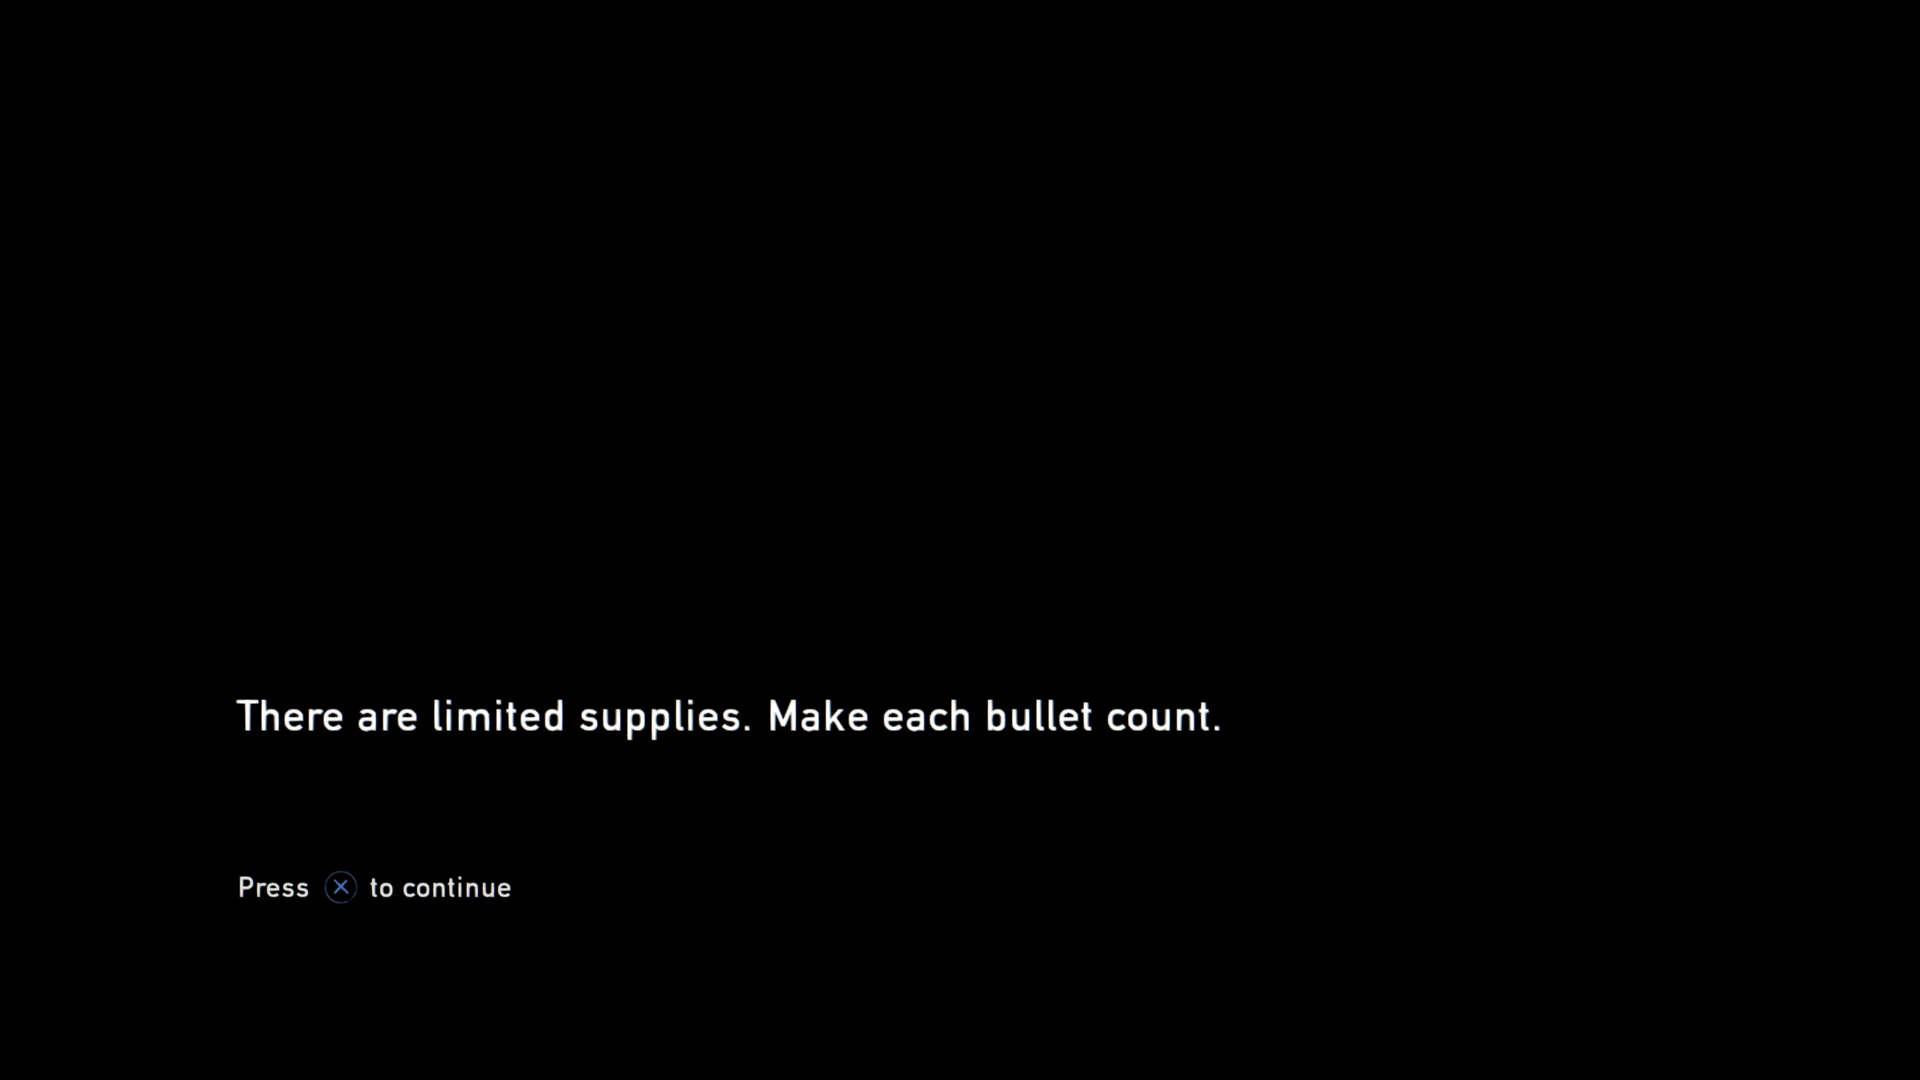 There are limited supplies. Make each bullet count.
Press ⓧ to continue